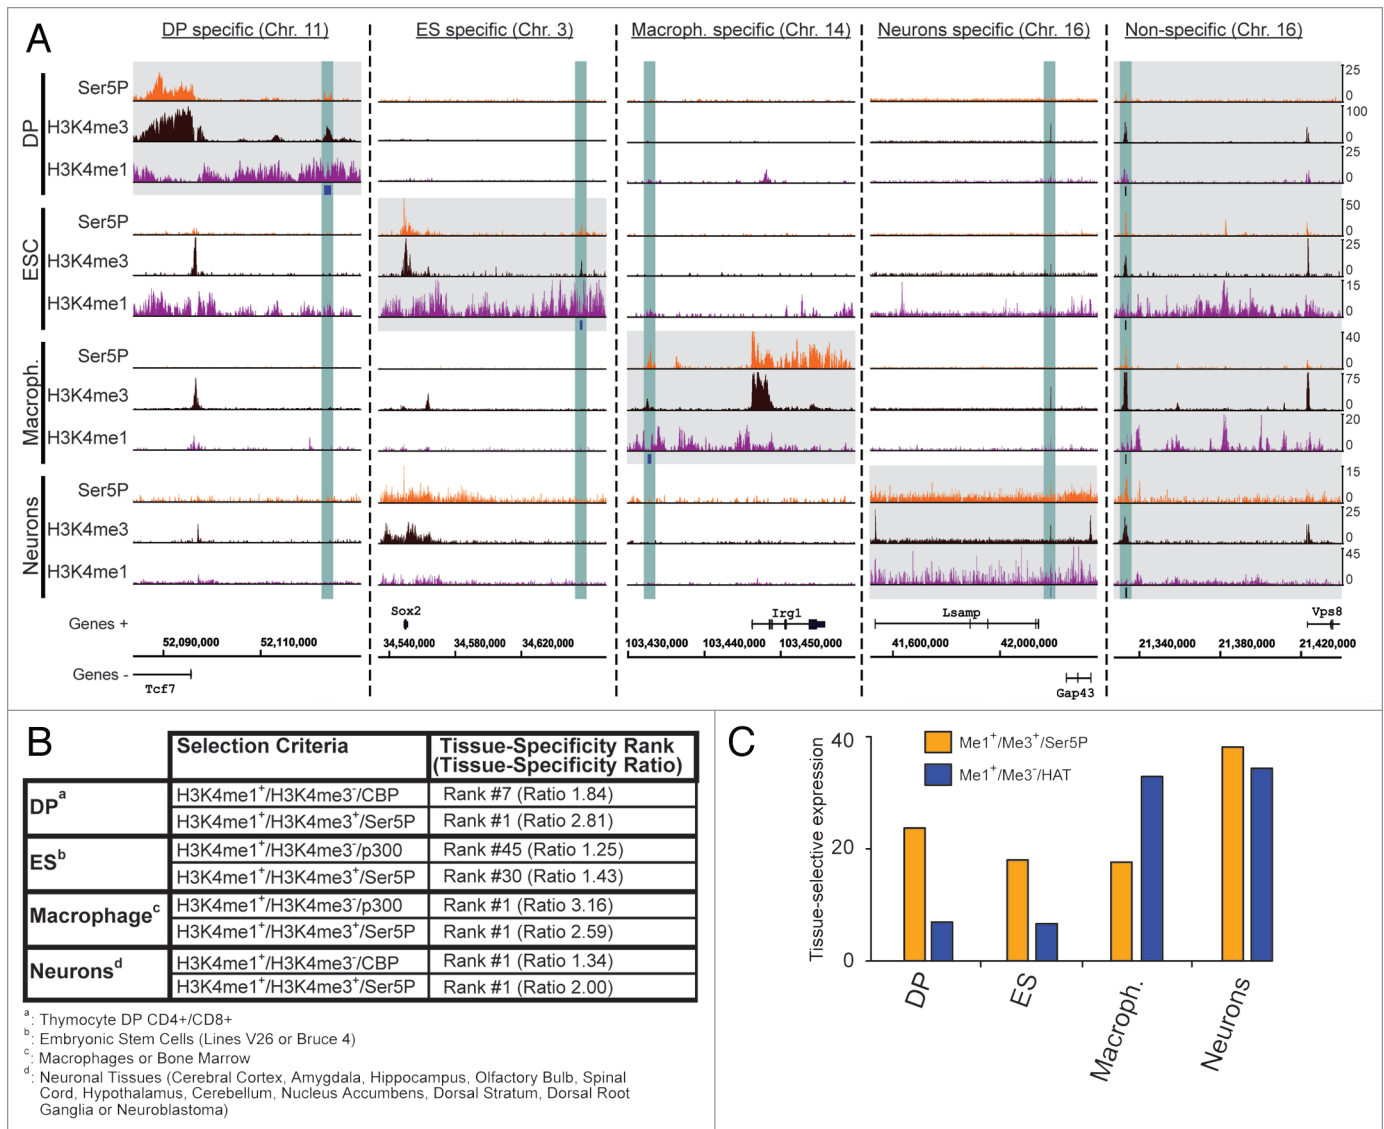 A
DP specific (Chr. 11)
ES specific (Chr. 3)
Macroph. specific (Chr. 14)
Neurons specific (Chr. 16)
Non-specific (Chr. 16)
DP
Ser5P
25
0
H3K4me3
100
0
H3K4me1
25
0
ESC
Ser5P
50
0
H3K4me3
25
0
H3K4me1
15
0
Macroph.
Ser5P
40
0
H3K4me3
75
0
H3K4me1
20
0
Neurons
Ser5P
15
0
H3K4me3
25
0
H3K4me1
45
0
Genes +
Sox2
Irg1
Lsamp
Vps8
52,090,000 52,110,000
34,540,000 34,580,000 34,620,000
103,430,000 103,440,000 103,450,000
41,600,000 42,000,000
21,340,000 21,380,000 21,420,000
Genes -
Tcf7
Gap43
B
Selection Criteria
Tissue-Specificity Rank
(Tissue-Specificity Ratio)
DPa
H3K4me1+/H3K4me3-/CBP Rank #7 (Ratio 1.84)
H3K4me1+/H3K4me3+/Ser5P Rank #1 (Ratio 2.81)
ESb
H3K4me1+/H3K4me3-/p300 Rank #45 (Ratio 1.25)
H3K4me1+/H3K4me3+/Ser5P Rank #30 (Ratio 1.43)
Macrophagec
H3K4me1+/H3K4me3-/p300 Rank #1 (Ratio 3.16)
H3K4me1+/H3K4me3+/Ser5P Rank #1 (Ratio 2.59)
Neuronsd
H3K4me1+/H3K4me3-/CBP Rank #1 (Ratio 1.34)
H3K4me1+/H3K4me3+/Ser5P Rank #1 (Ratio 2.00)
a: Thymocyte DP CD4+/CD8+
b: Embryonic Stem Cells (Lines V26 or Bruce 4)
c: Macrophages or Bone Marrow
d: Neuronal Tissues (Cerebral Cortex, Amygdala, Hippocampus, Olfactory Bulb, Spinal
Cord, Hypothalamus, Cerebellum, Nucleus Accumbens, Dorsal Stratum, Dorsal Root
Ganglia or Neuroblastoma)
C
Tissue-selective expression
40
20
0
Me1+/Me3+/Ser5P
Me1+/Me3-/HAT
DP
ES
Macroph.
Neurons